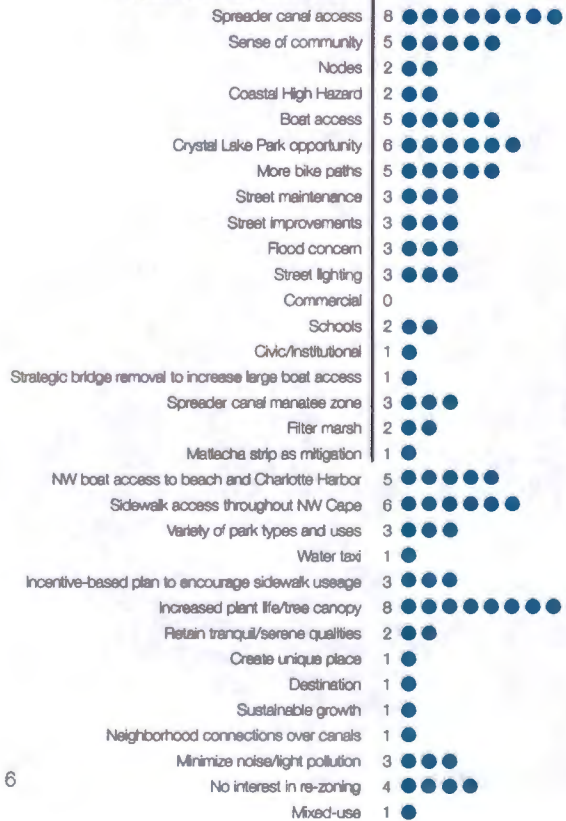 Spreader canal access 8
Sense of community 5
Nodes 2
Coastal High Hazard 2
Boat access 5
Crystal Lake Park opportunity 6
More bike paths 5
Street maintenance 3
Street improvements 3
Flood concern 3
Street lighting 3
Commercial 0
Schools 2
Civic/Institutional 1
Strategic bridge removal to increase large boat access 1
Spreader canal manatee zone 3
Filter marsh 2
Matlacha strip as mitigation 1
NW boat access to beach and Charlotte Harbor 5
Sidewalk access throughout NW Cape 6
Variety of park types and uses 3
Water taxi 1
Incentive-based plan to encourage sidewalk useage 3
Increased plant life/tree canopy 8
Retain tranquil/serene qualities 2
Create unique place 1
Destination 1
Sustainable growth 1
Neighborhood connections over canals 1
Minimize noise/light pollution 3
No interest in re-zoning 4
Mixed-use 1
6